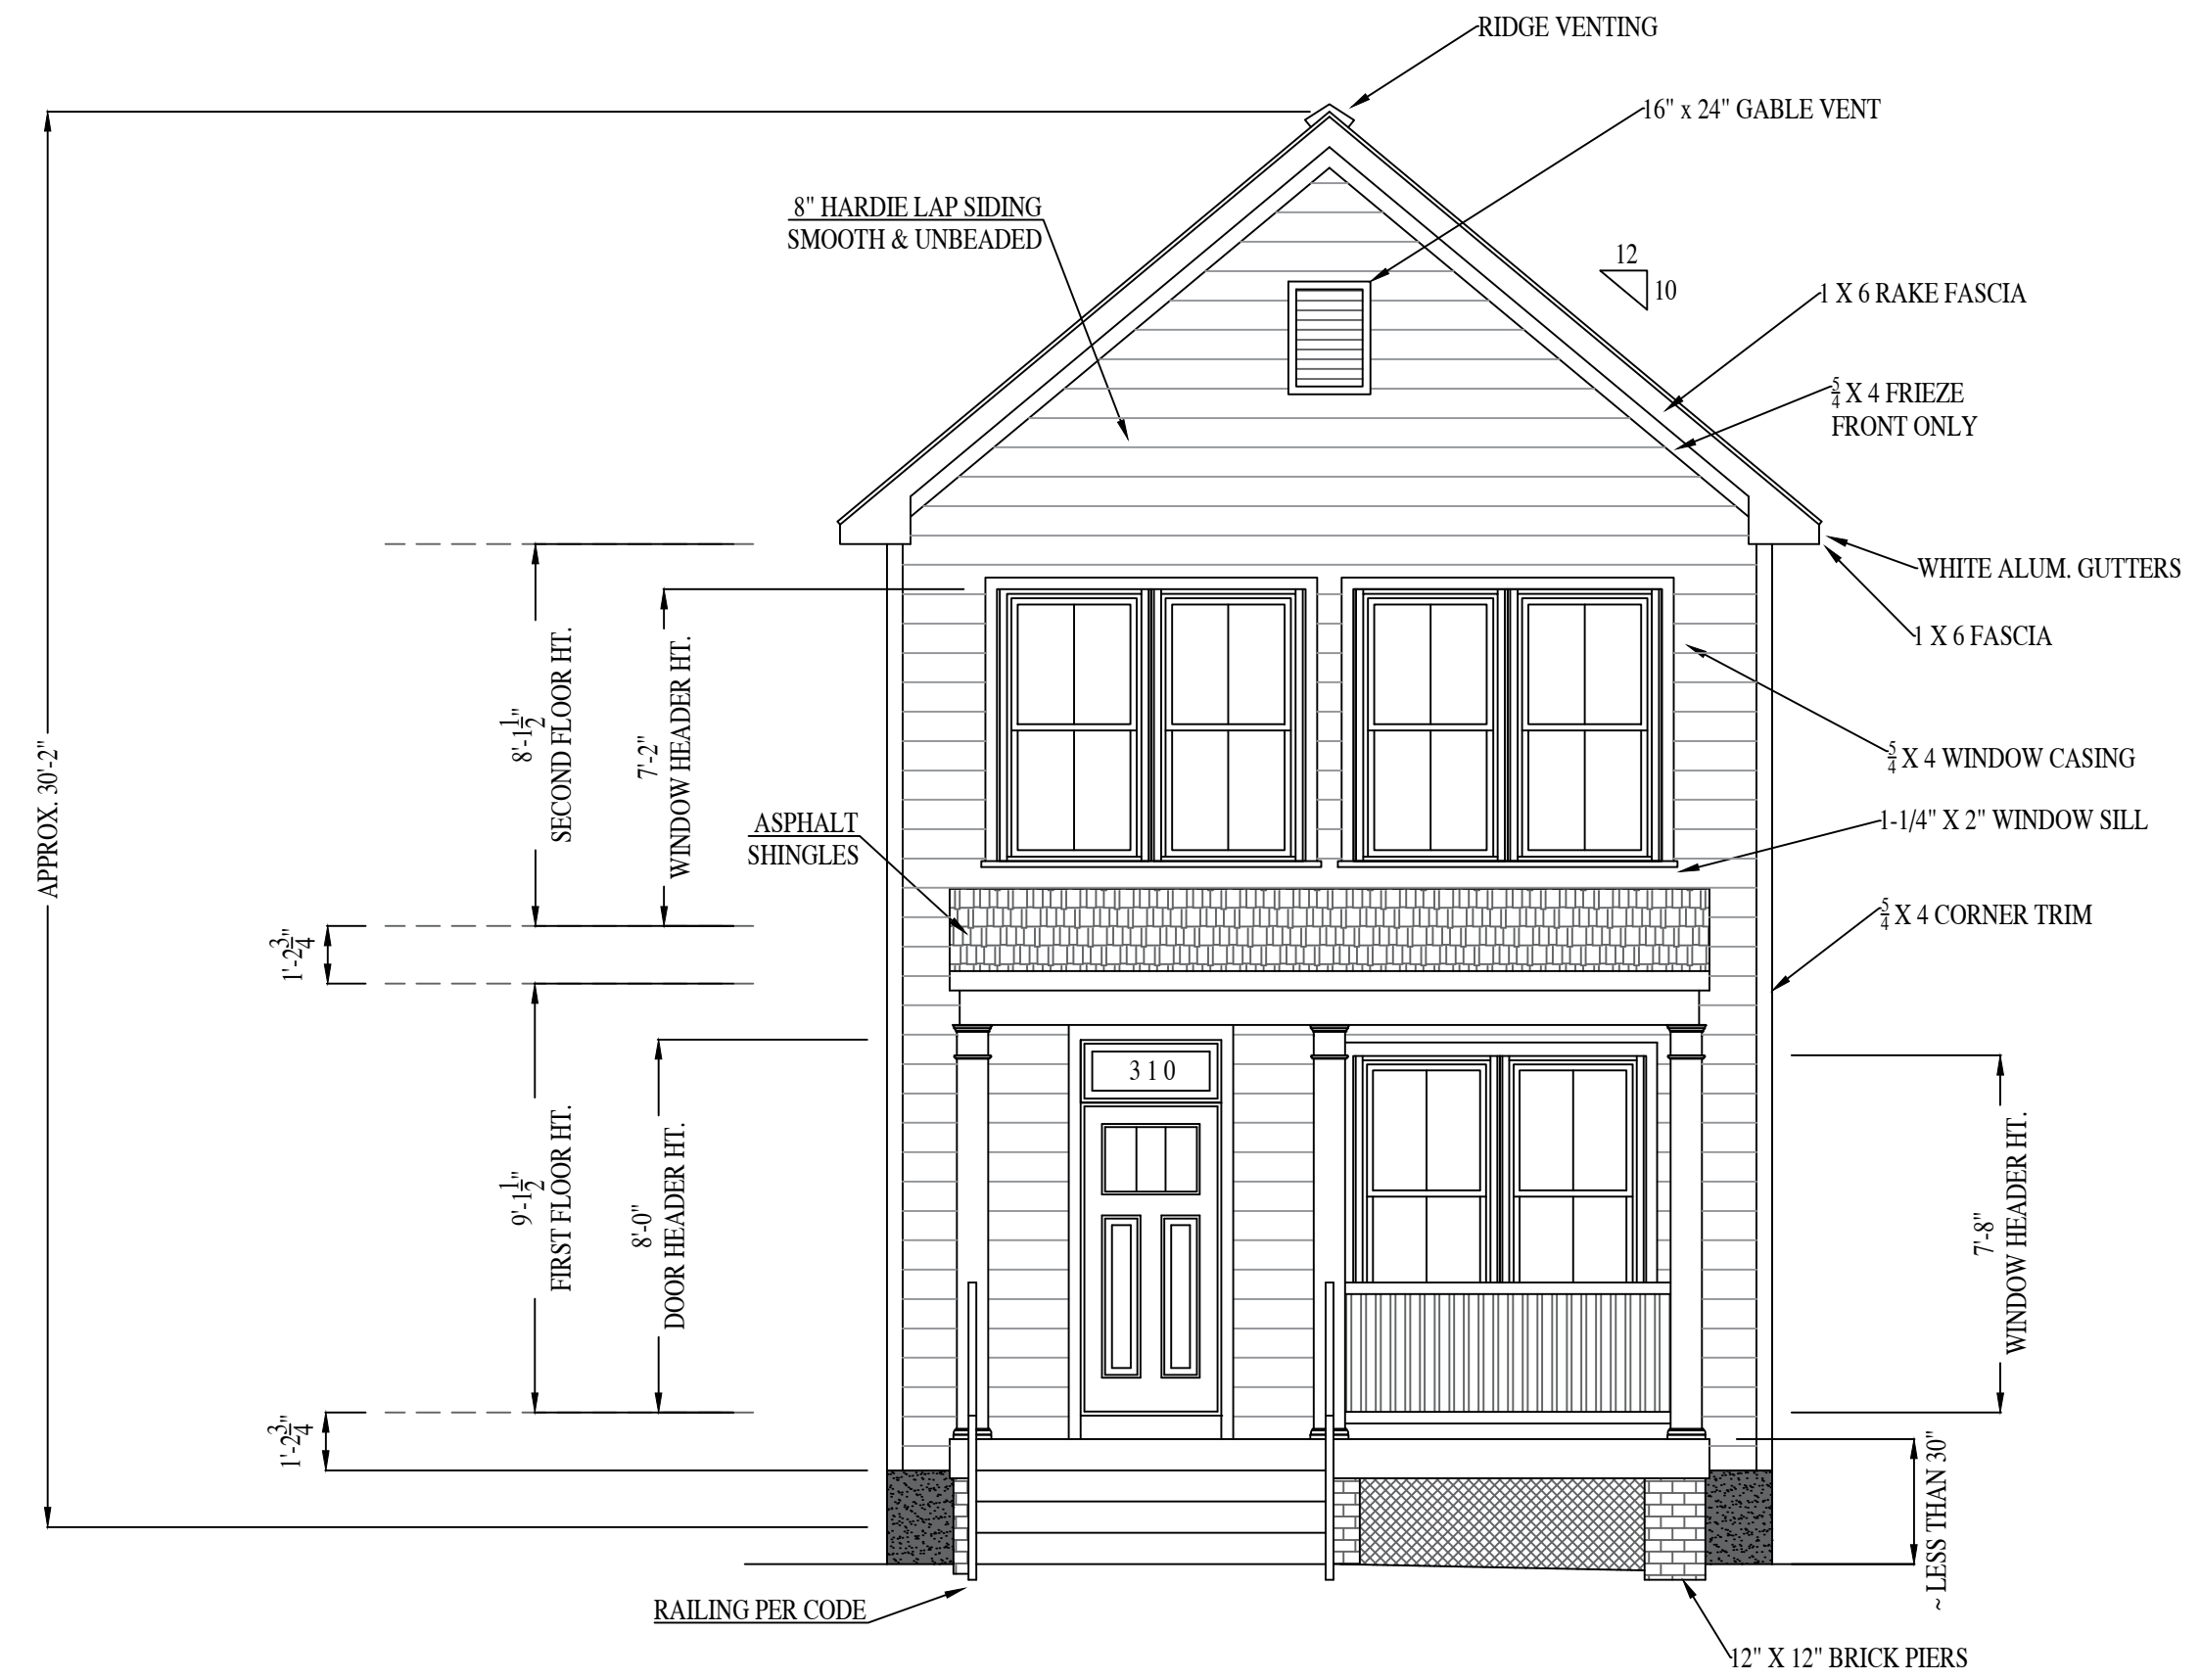 RIDGE VENTING
16" x 24" GABLE VENT
8" HARDIE LAP SIDING
SMOOTH & UNBEADED
12
10
1 X 6 RAKE FASCIA
5/4 X 4 FRIEZE
FRONT ONLY
WHITE ALUM. GUTTERS
1 X 6 FASCIA
8'-1 1/2"
SECOND FLOOR HT.
7'-2"
WINDOW HEADER HT.
APPROX. 30'-2"
5/4 X 4 WINDOW CASING
1-1/4" X 2" WINDOW SILL
ASPHALT
SHINGLES
5/4 X 4 CORNER TRIM
1'-2 3/4"
310
9'-1 1/2"
FIRST FLOOR HT.
8'-0"
DOOR HEADER HT.
7'-8"
WINDOW HEADER HT.
1'-2 3/4"
~ LESS THAN 30"
RAILING PER CODE
12" X 12" BRICK PIERS